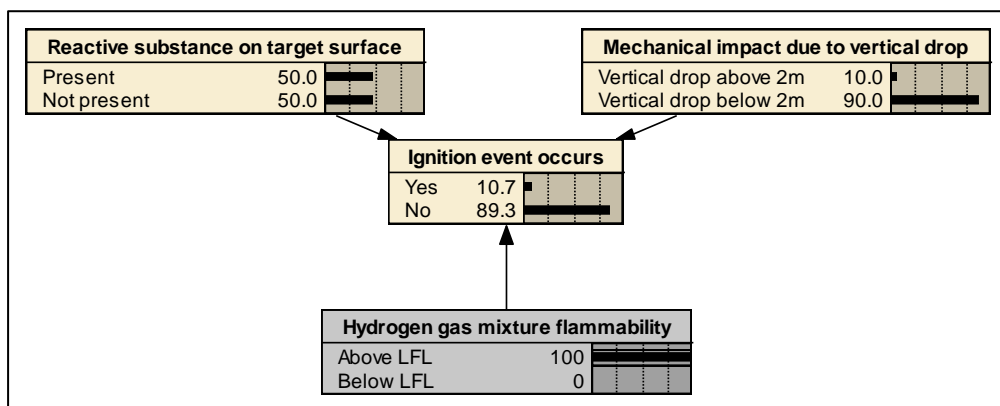 Reactive substance on target surface
Present 50.0
Not present 50.0
Mechanical impact due to vertical drop
Vertical drop above 2m 10.0
Vertical drop below 2m 90.0
Ignition event occurs
Yes 10.7
No 89.3
Hydrogen gas mixture flammability
Above LFL 100
Below LFL 0